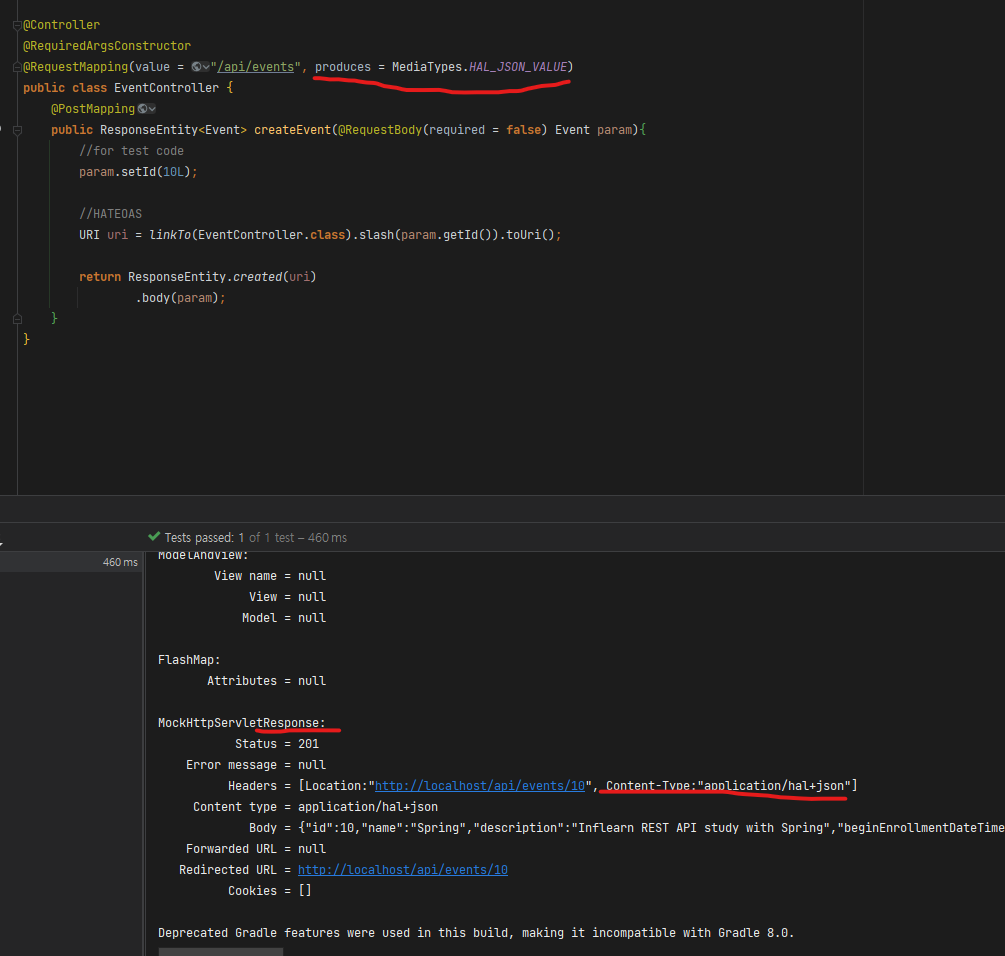 @Controller
@RequiredArgsConstructor
@RequestMapping(value = "/api/events", produces = MediaTypes.HAL_JSON_VALUE)
public class EventController {
@PostMapping
public ResponseEntity<Event> createEvent(@RequestBody(required = false) Event param){
//for test code
param.setId(10L);
//HATEOAS
URI uri = linkTo(EventController.class).slash(param.getId()).toUri();
return ResponseEntity.created(uri)
.body(param);
}
}
Tests passed: 1 of 1 test – 460 ms
460 ms
ModelAndView:
View name = null
View = null
Model = null
FlashMap:
Attributes = null
MockHttpServletResponse:
Status = 201
Error message = null
Headers = [Location:"http://localhost/api/events/10", Content-Type:"application/hal+json"]
Content type = application/hal+json
Body = {"id":10,"name":"Spring","description":"Inflearn REST API study with Spring","beginEnrollmentDateTime
Forwarded URL = null
Redirected URL = http://localhost/api/events/10
Cookies = []
Deprecated Gradle features were used in this build, making it incompatible with Gradle 8.0.